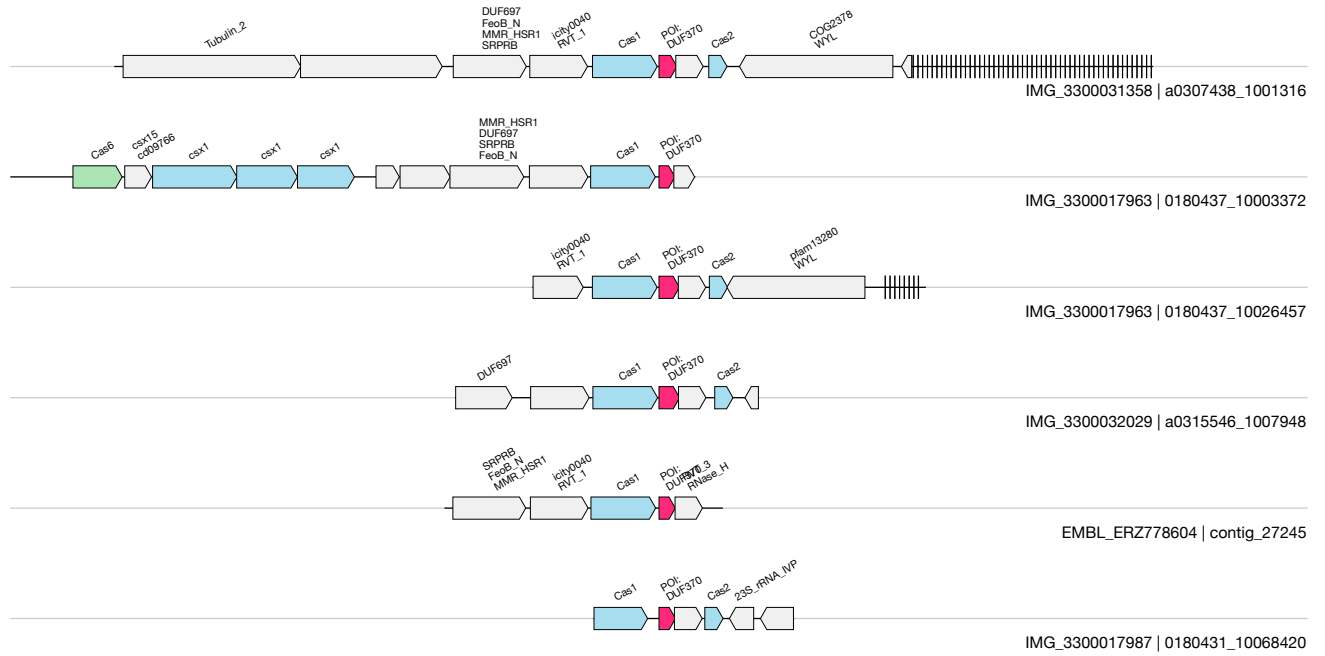 Tubulin_2
DUF697
FeoB_N
MMR_HSR1
SRPRB
icity0040
RVT_1
Cas1
POI:
DUF370
Cas2
COG2378
WYL
IMG_3300031358 | a0307438_1001316
Cas6
csx15
cd09766
csx1
csx1
csx1
MMR_HSR1
DUF697
SRPRB
FeoB_N
Cas1
POI:
DUF370
IMG_3300017963 | 0180437_10003372
icity0040
RVT_1
Cas1
POI:
DUF370
Cas2
pfam13280
WYL
IMG_3300017963 | 0180437_10026457
DUF697
Cas1
POI:
DUF370
Cas2
IMG_3300032029 | a0315546_1007948
SRPRB
FeoB_N
MMR_HSR1
icity0040
RVT_1
Cas1
POI:
DUF370
RNase_H
EMBL_ERZ778604 | contig_27245
Cas1
POI:
DUF370
Cas2
23S_rRNA_IVP
IMG_3300017987 | 0180431_10068420